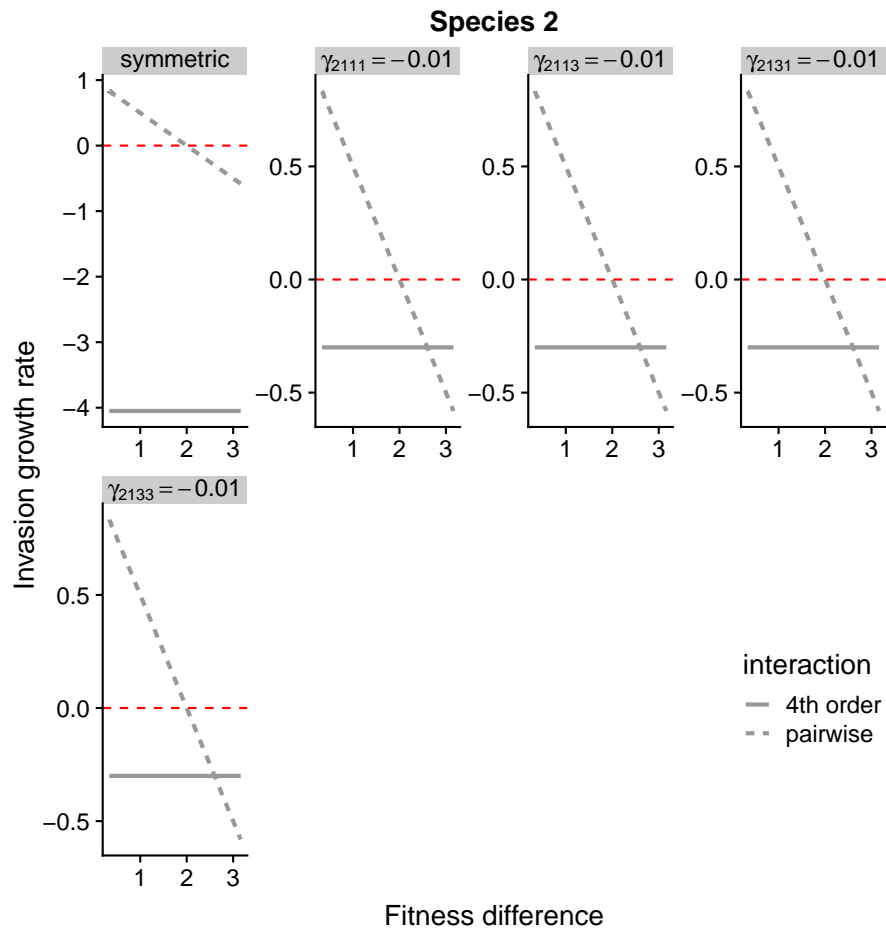 Species 2
symmetric
γ2111 = −0.01
γ2113 = −0.01
γ2131 = −0.01
1
0
−1
−2
−3
−4
0.5
0.0
−0.5
0.5
0.0
−0.5
0.5
0.0
−0.5
1 2 3
1 2 3
1 2 3
1 2 3
γ2133 = −0.01
0.5
0.0
−0.5
1 2 3
Invasion growth rate
Fitness difference
interaction
4th order
pairwise